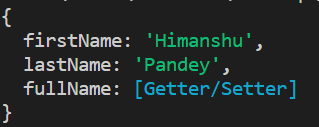 {
  firstName: 'Himanshu',
  lastName: 'Pandey',
  fullName: [Getter/Setter]
}